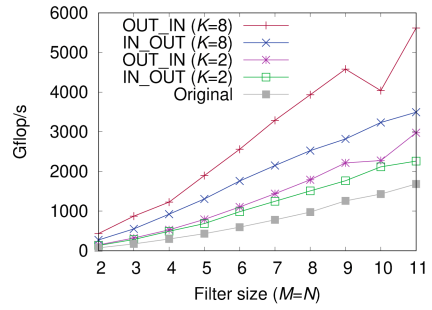 6000
5000
4000
3000
2000
1000
0
Gflop/s
OUT_IN (K=8)
IN_OUT (K=8)
OUT_IN (K=2)
IN_OUT (K=2)
Original
2 3 4 5 6 7 8 9 10 11
Filter size (M=N)